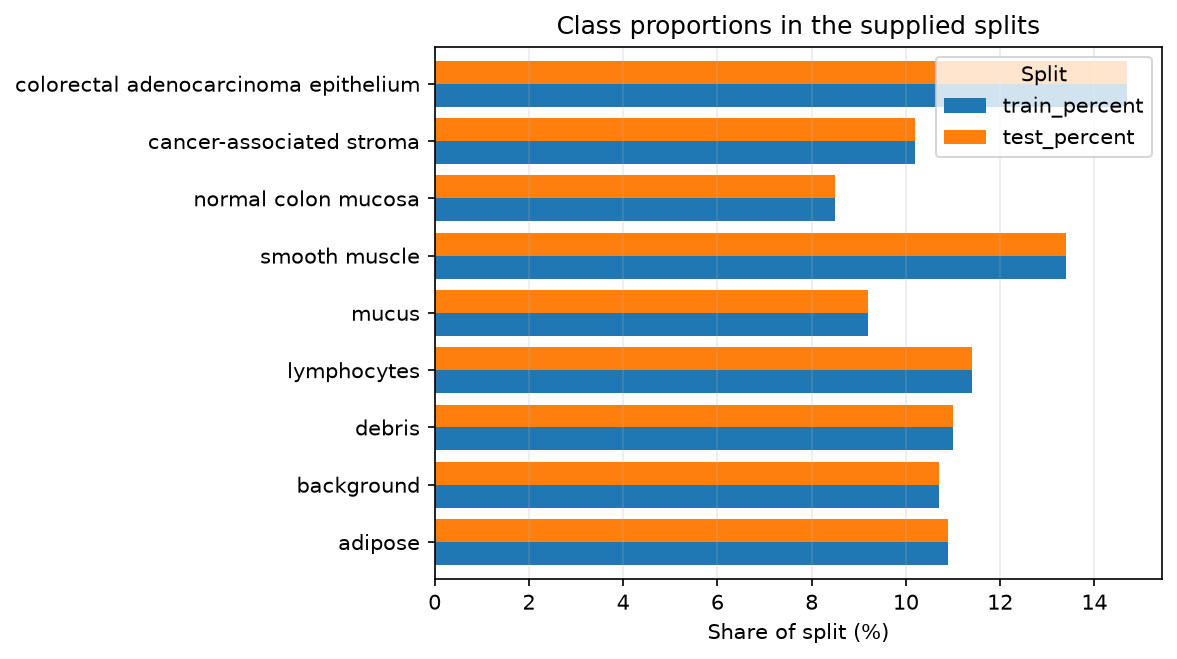 Class proportions in the supplied splits
colorectal adenocarcinoma epithelium
cancer-associated stroma
normal colon mucosa
smooth muscle
mucus
lymphocytes
debris
background
adipose
Split
train_percent
test_percent
0 2 4 6 8 10 12 14
Share of split (%)